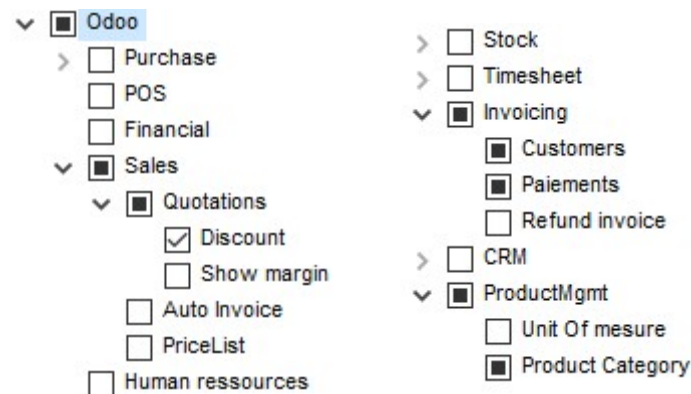 Odoo
Purchase
POS
Financial
Sales
Quotations
Discount
Show margin
Auto Invoice
PriceList
Human ressources
Stock
Timesheet
Invoicing
Customers
Paiements
Refund invoice
CRM
ProductMgmt
Unit Of mesure
Product Category